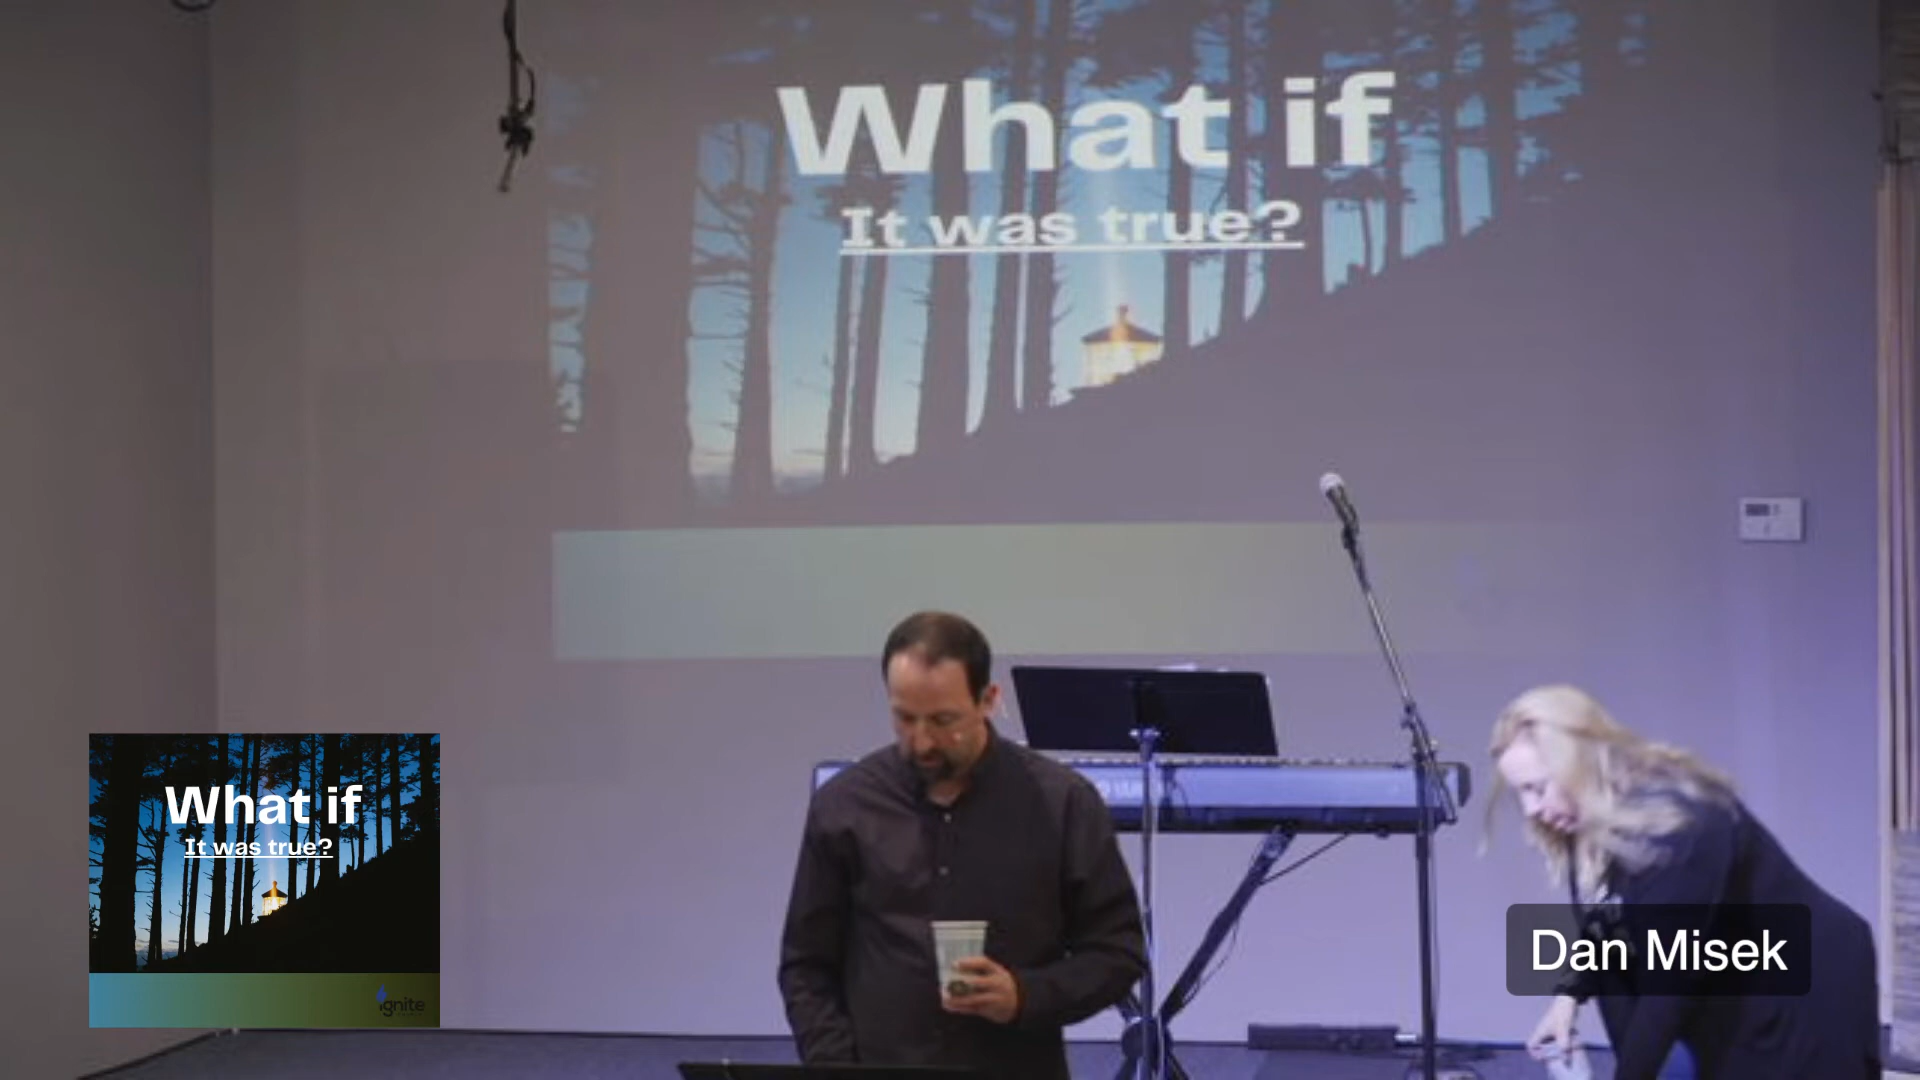 What if
It was true?
What if
It was true?
ignite
Dan Misek